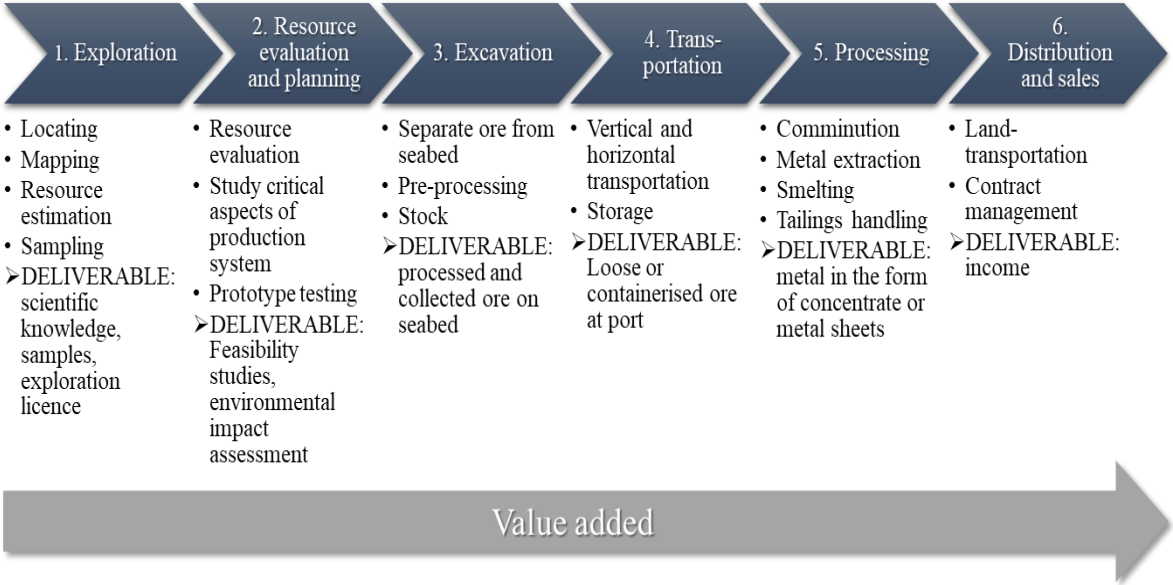 1. Exploration
2. Resource
evaluation
and planning
3. Excavation
4. Trans-
portation
5. Processing
6.
Distribution
and sales
• Locating
• Mapping
• Resource
estimation
• Sampling
➢DELIVERABLE:
scientific
knowledge,
samples,
exploration
licence
• Resource
evaluation
• Study critical
aspects of
production
system
• Prototype testing
➢DELIVERABLE:
Feasibility
studies,
environmental
impact
assessment
• Separate ore from
seabed
• Pre-processing
• Stock
➢DELIVERABLE:
processed and
collected ore on
seabed
• Vertical and
horizontal
transportation
• Storage
➢DELIVERABLE:
Loose or
containerised ore
at port
• Comminution
• Metal extraction
• Smelting
• Tailings handling
➢DELIVERABLE:
metal in the form
of concentrate or
metal sheets
• Land-
transportation
• Contract
management
➢DELIVERABLE:
income
Value added